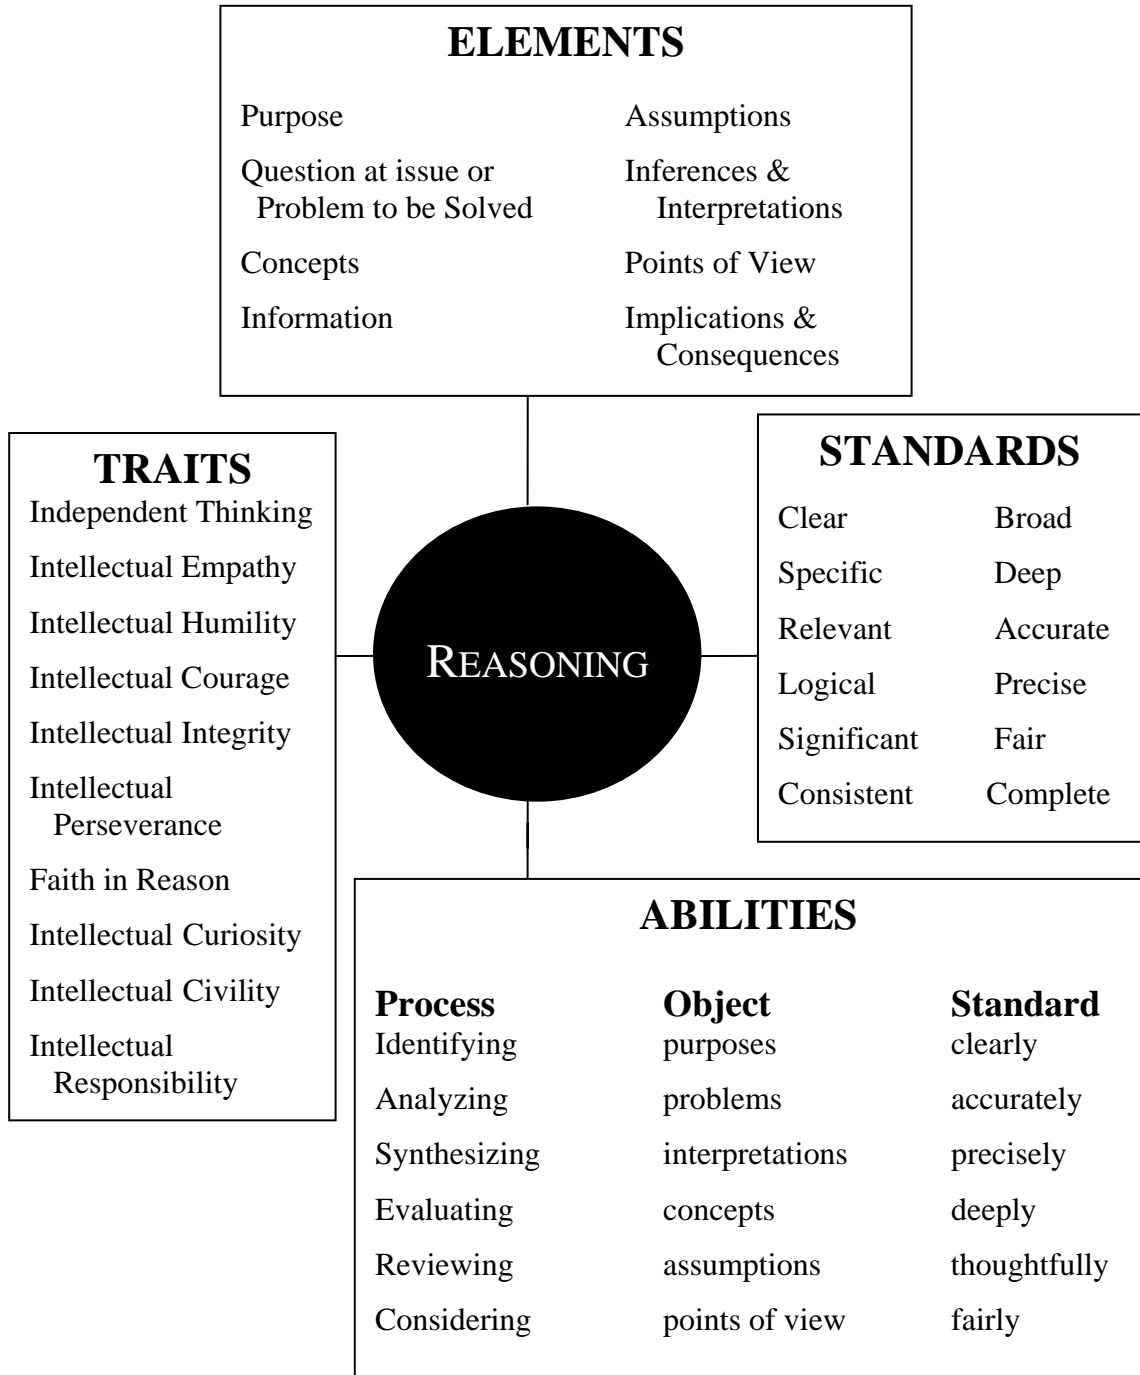 ELEMENTS
Purpose
Question at issue or
Problem to be Solved
Concepts
Information
Assumptions
Inferences &
Interpretations
Points of View
Implications &
Consequences
TRAITS
Independent Thinking
Intellectual Empathy
Intellectual Humility
Intellectual Courage
Intellectual Integrity
Intellectual
Perseverance
Faith in Reason
Intellectual Curiosity
Intellectual Civility
Intellectual
Responsibility
REASONING
STANDARDS
Clear Broad
Specific Deep
Relevant Accurate
Logical Precise
Significant Fair
Consistent Complete
ABILITIES
Process Object Standard
Identifying purposes clearly
Analyzing problems accurately
Synthesizing interpretations precisely
Evaluating concepts deeply
Reviewing assumptions thoughtfully
Considering points of view fairly